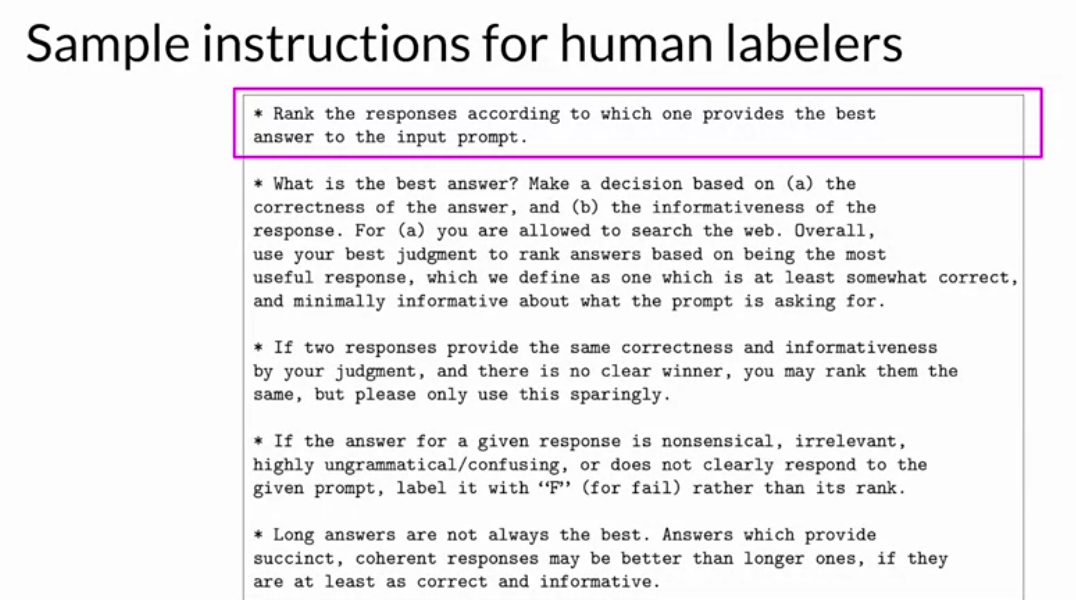 Sample instructions for human labelers
* Rank the responses according to which one provides the best
answer to the input prompt.
* What is the best answer? Make a decision based on (a) the
correctness of the answer, and (b) the informativeness of the
response. For (a) you are allowed to search the web. Overall,
use your best judgment to rank answers based on being the most
useful response, which we define as one which is at least somewhat correct,
and minimally informative about what the prompt is asking for.
* If two responses provide the same correctness and informativeness
by your judgment, and there is no clear winner, you may rank them the
same, but please only use this sparingly.
* If the answer for a given response is nonsensical, irrelevant,
highly ungrammatical/confusing, or does not clearly respond to the
given prompt, label it with “F” (for fail) rather than its rank.
* Long answers are not always the best. Answers which provide
succinct, coherent responses may be better than longer ones, if they
are at least as correct and informative.